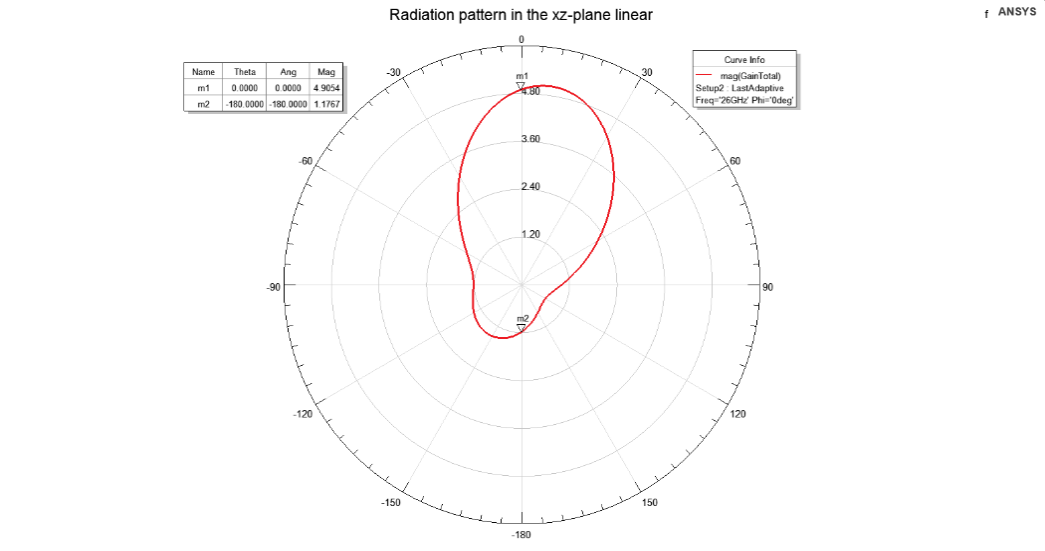 Radiation pattern in the xz-plane linear
f ANSYS
Name Theta Ang Mag
m1 0.0000 0.0000 4.9054
m2 -180.0000 -180.0000 1.1767
Curve Info
mag(GainTotal)
Setup2 : LastAdaptive
Freq='26GHz' Phi='0deg'
0
-30
30
m1
4.80
3.60
-60
60
2.40
1.20
-90
90
m2
-120
120
-150
150
-180